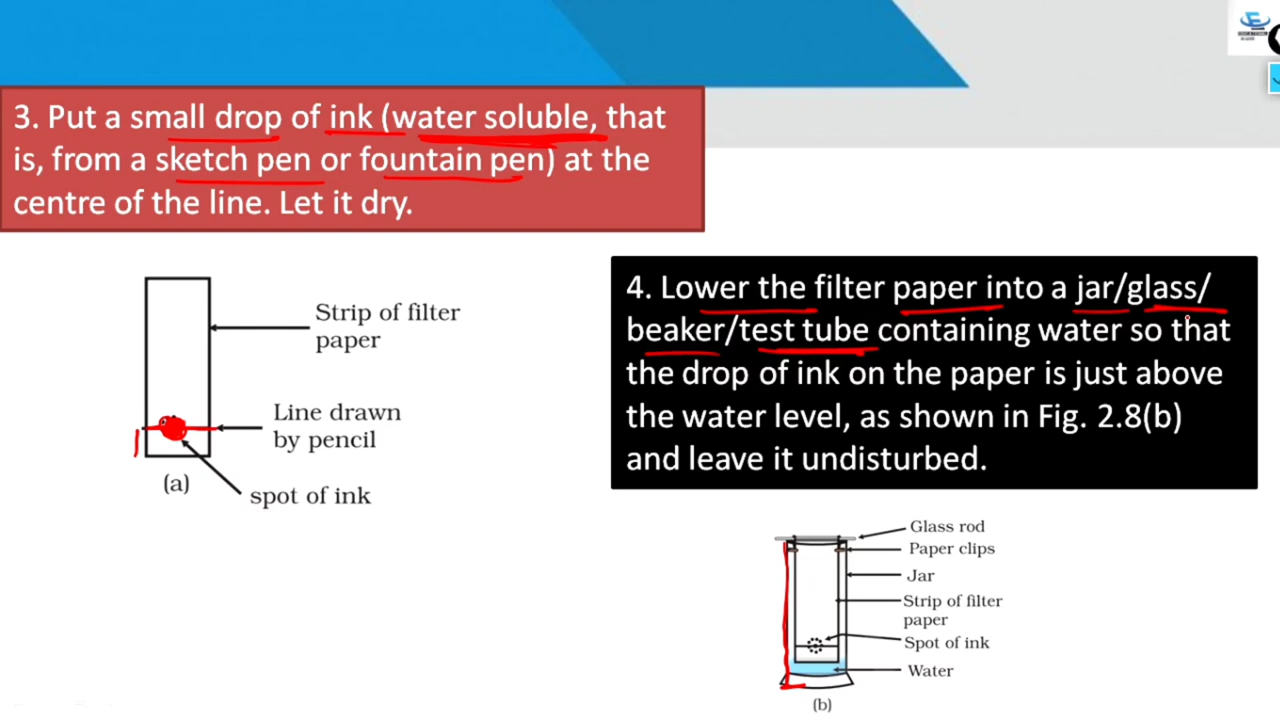 3. Put a small drop of ink (water soluble, that
is, from a sketch pen or fountain pen) at the
centre of the line. Let it dry.
Strip of filter
paper
Line drawn
by pencil
(a)
spot of ink
4. Lower the filter paper into a jar/glass/
beaker/test tube containing water so that
the drop of ink on the paper is just above
the water level, as shown in Fig. 2.8(b)
and leave it undisturbed.
Glass rod
Paper clips
Jar
Strip of filter
paper
Spot of ink
Water
(b)